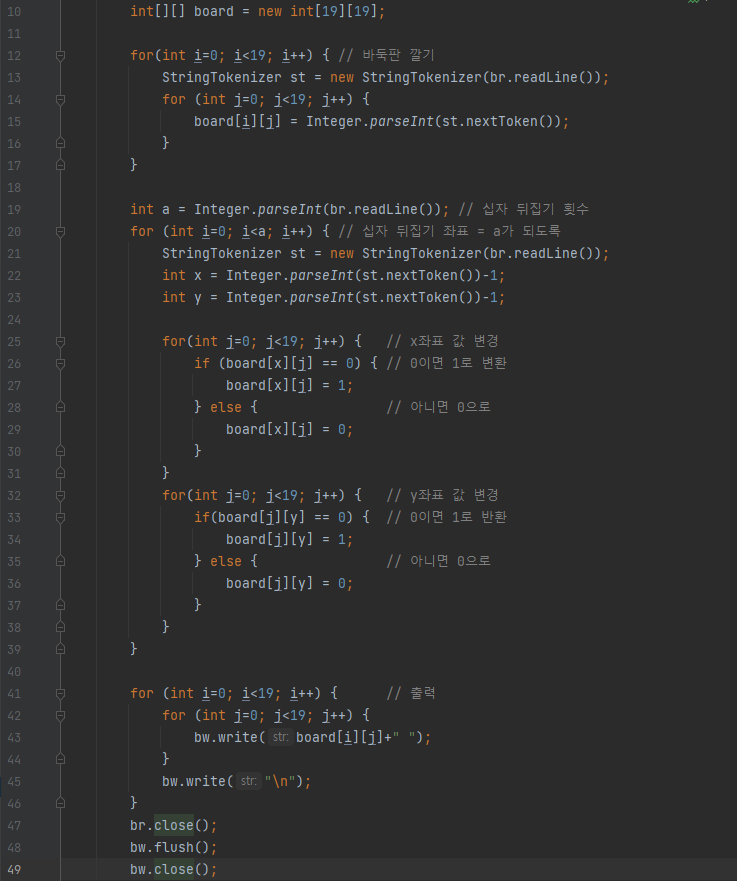 10 int[][] board = new int[19][19];
11
12 for(int i=0; i<19; i++) { // 바둑판 깔기
13 StringTokenizer st = new StringTokenizer(br.readLine());
14 for (int j=0; j<19; j++) {
15 board[i][j] = Integer.parseInt(st.nextToken());
16 }
17 }
18
19 int a = Integer.parseInt(br.readLine()); // 십자 뒤집기 횟수
20 for (int i=0; i<a; i++) { // 십자 뒤집기 좌표 = a가 되도록
21 StringTokenizer st = new StringTokenizer(br.readLine());
22 int x = Integer.parseInt(st.nextToken())-1;
23 int y = Integer.parseInt(st.nextToken())-1;
24
25 for(int j=0; j<19; j++) { // x좌표 값 변경
26 if (board[x][j] == 0) { // 0이면 1로 변환
27 board[x][j] = 1;
28 } else { // 아니면 0으로
29 board[x][j] = 0;
30 }
31 }
32 for(int j=0; j<19; j++) { // y좌표 값 변경
33 if(board[j][y] == 0) { // 0이면 1로 반환
34 board[j][y] = 1;
35 } else { // 아니면 0으로
36 board[j][y] = 0;
37 }
38 }
39 }
40
41 for (int i=0; i<19; i++) { // 출력
42 for (int j=0; j<19; j++) {
43 bw.write( str: board[i][j]+" ");
44 }
45 bw.write( str: "\n");
46 }
47 br.close();
48 bw.flush();
49 bw.close();